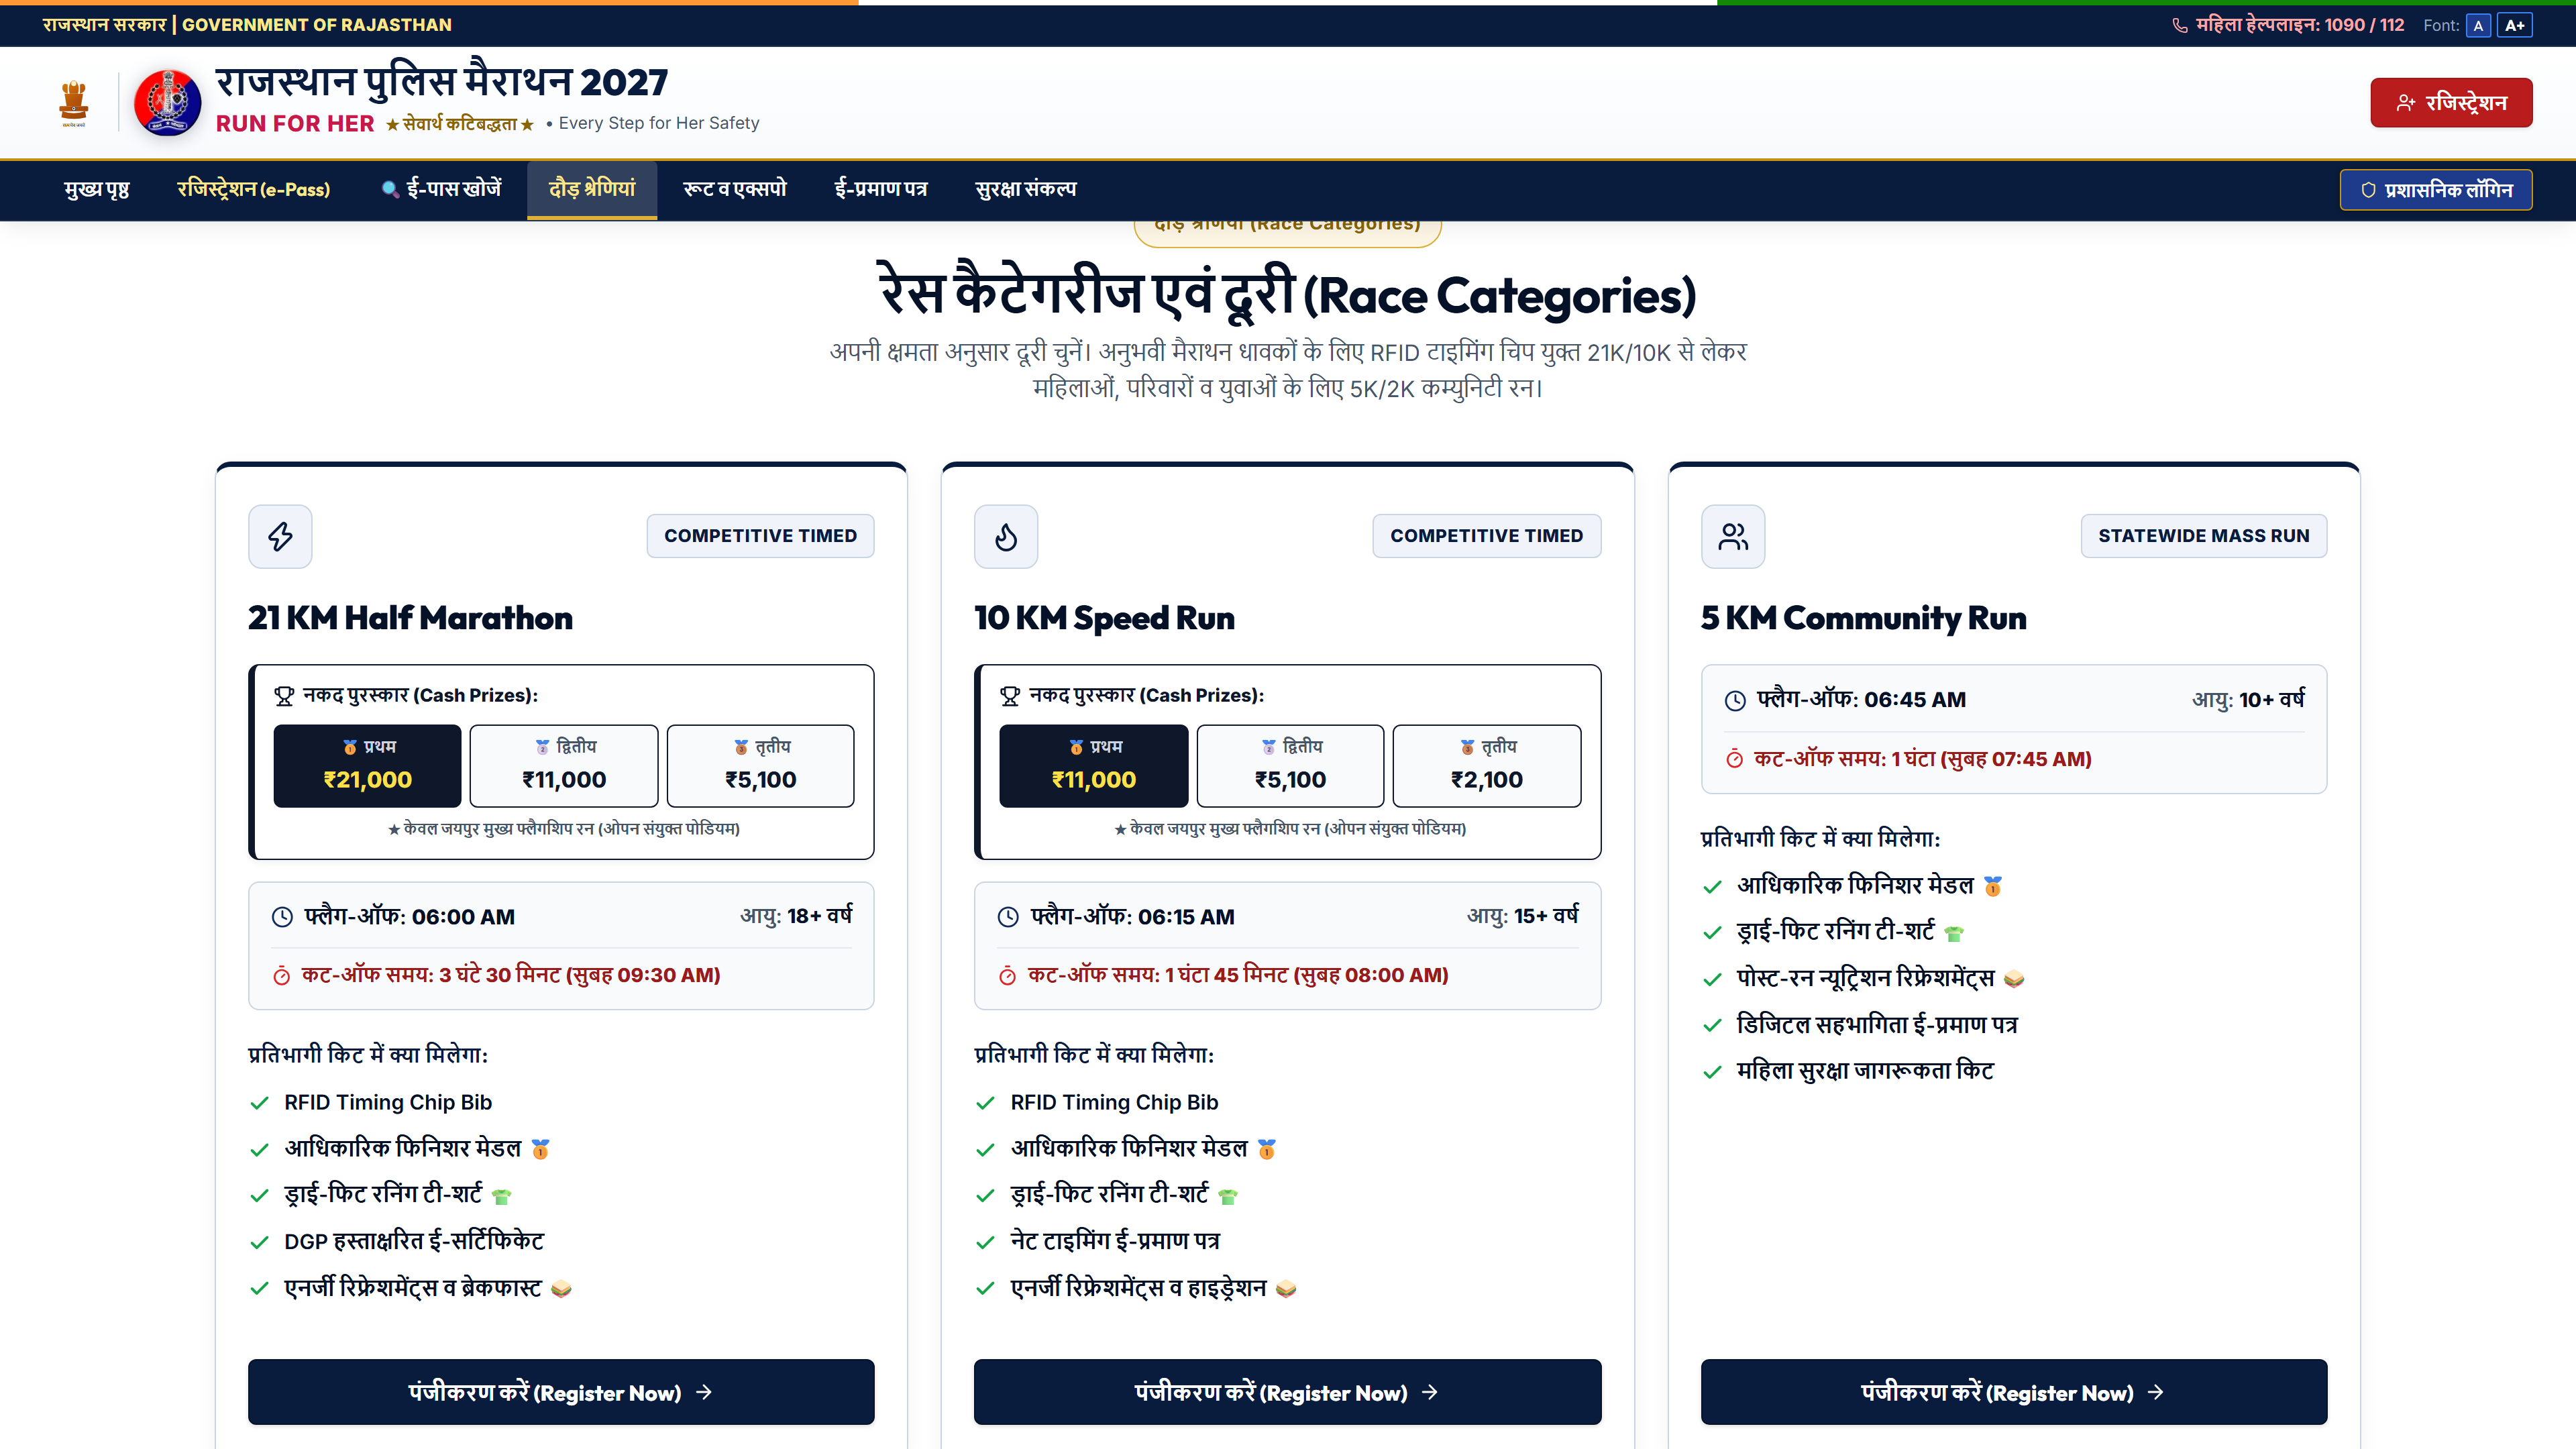 राजस्थान सरकार | GOVERNMENT OF RAJASTHAN
महिला हेल्पलाइन: 1090 / 112 Font: A A+
राजस्थान पुलिस मैराथन 2027
RUN FOR HER ★ सेवार्थ कटिबद्धता ★ • Every Step for Her Safety
रजिस्ट्रेशन
मुख्य पृष्ठ रजिस्ट्रेशन (e-Pass) ई-पास खोजें दौड़ श्रेणियां रूट व एक्सपो ई-प्रमाण पत्र सुरक्षा संकल्प प्रशासनिक लॉगिन
दौड़ श्रेणियां (Race Categories)
रेस कैटेगरीज एवं दूरी (Race Categories)
अपनी क्षमता अनुसार दूरी चुनें। अनुभवी मैराथन धावकों के लिए RFID टाइमिंग चिप युक्त 21K/10K से लेकर
महिलाओं, परिवारों व युवाओं के लिए 5K/2K कम्युनिटी रन।
COMPETITIVE TIMED
21 KM Half Marathon
नकद पुरस्कार (Cash Prizes):
प्रथम द्वितीय तृतीय
₹21,000 ₹11,000 ₹5,100
★ केवल जयपुर मुख्य फ्लैगशिप रन (ओपन संयुक्त पोडियम)
फ्लैग-ऑफ: 06:00 AM आयु: 18+ वर्ष
कट-ऑफ समय: 3 घंटे 30 मिनट (सुबह 09:30 AM)
प्रतिभागी किट में क्या मिलेगा:
RFID Timing Chip Bib
आधिकारिक फिनिशर मेडल
ड्राई-फिट रनिंग टी-शर्ट
DGP हस्ताक्षरित ई-सर्टिफिकेट
एनर्जी रिफ्रेशमेंट्स व ब्रेकफास्ट
पंजीकरण करें (Register Now)
COMPETITIVE TIMED
10 KM Speed Run
नकद पुरस्कार (Cash Prizes):
प्रथम द्वितीय तृतीय
₹11,000 ₹5,100 ₹2,100
★ केवल जयपुर मुख्य फ्लैगशिप रन (ओपन संयुक्त पोडियम)
फ्लैग-ऑफ: 06:15 AM आयु: 15+ वर्ष
कट-ऑफ समय: 1 घंटा 45 मिनट (सुबह 08:00 AM)
प्रतिभागी किट में क्या मिलेगा:
RFID Timing Chip Bib
आधिकारिक फिनिशर मेडल
ड्राई-फिट रनिंग टी-शर्ट
नेट टाइमिंग ई-प्रमाण पत्र
एनर्जी रिफ्रेशमेंट्स व हाइड्रेशन
पंजीकरण करें (Register Now)
STATEWIDE MASS RUN
5 KM Community Run
फ्लैग-ऑफ: 06:45 AM आयु: 10+ वर्ष
कट-ऑफ समय: 1 घंटा (सुबह 07:45 AM)
प्रतिभागी किट में क्या मिलेगा:
आधिकारिक फिनिशर मेडल
ड्राई-फिट रनिंग टी-शर्ट
पोस्ट-रन न्यूट्रिशन रिफ्रेशमेंट्स
डिजिटल सहभागिता ई-प्रमाण पत्र
महिला सुरक्षा जागरूकता किट
पंजीकरण करें (Register Now)